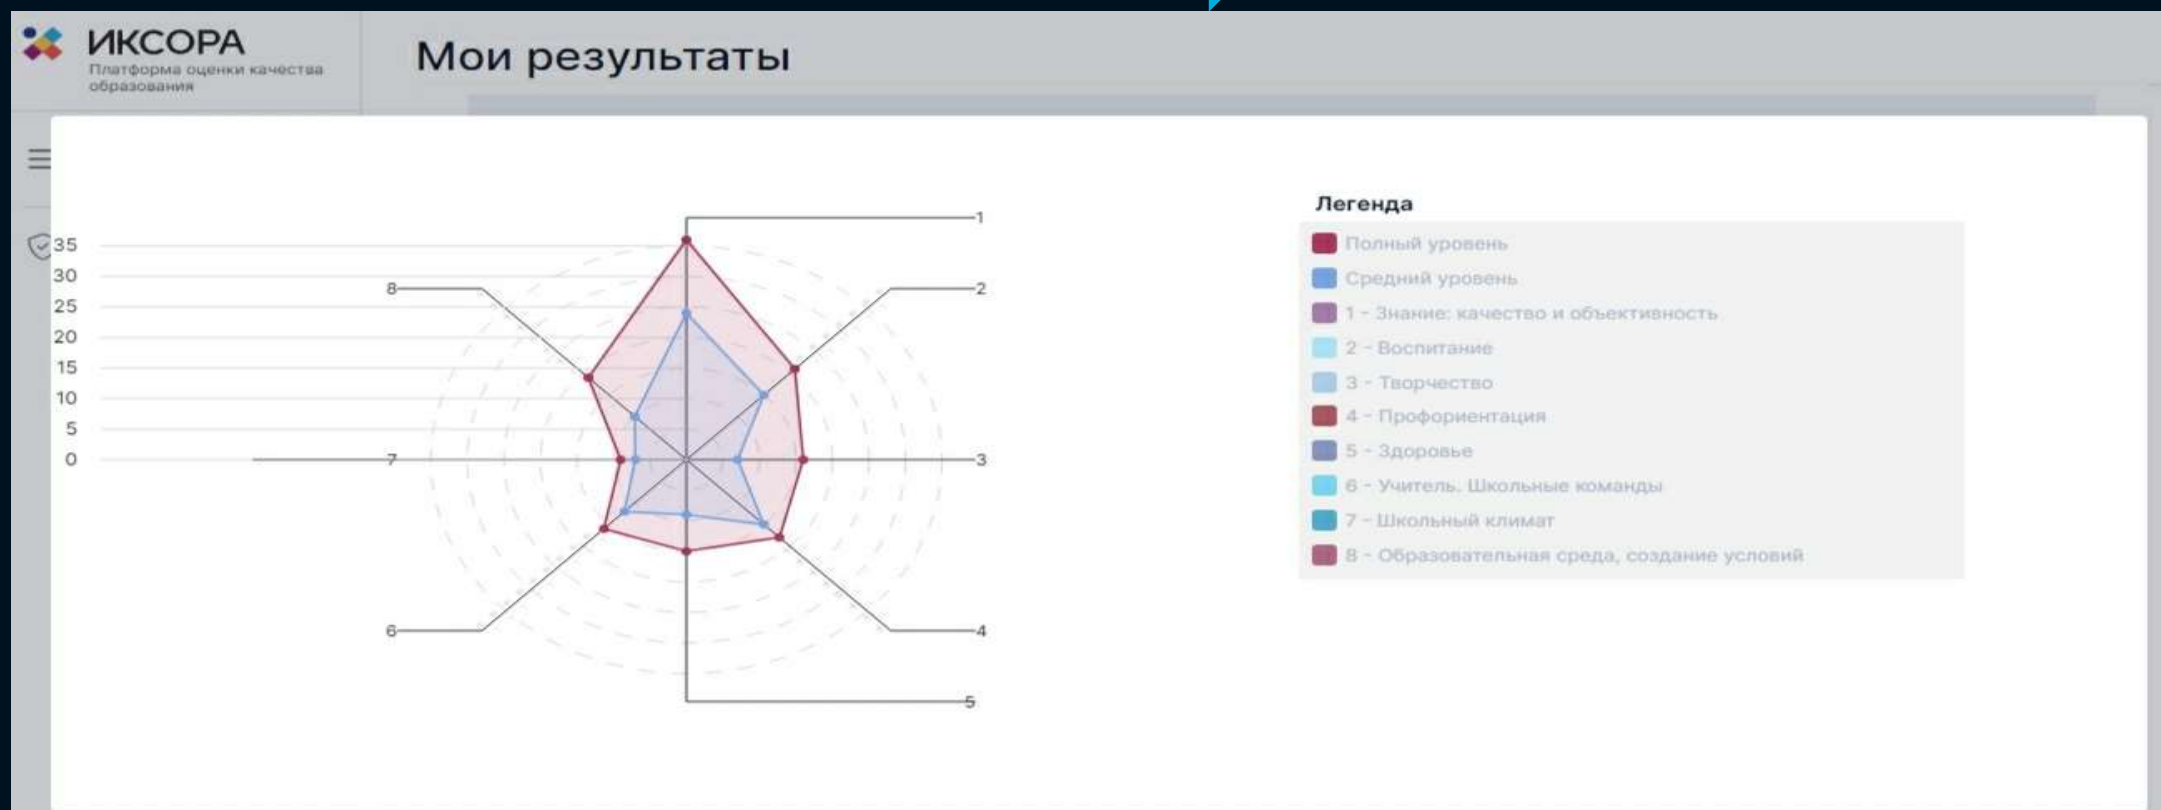 ИКСОРА
Платформа оценки качества
образования
Мои результаты
35
30
25
20
15
10
5
0
1
2
3
4
5
6
7
8
Легенда
Полный уровень
Средний уровень
1 - Знание: качество и объективность
2 - Воспитание
3 - Творчество
4 - Профориентация
5 - Здоровье
6 - Учитель. Школьные команды
7 - Школьный климат
8 - Образовательная среда, создание условий